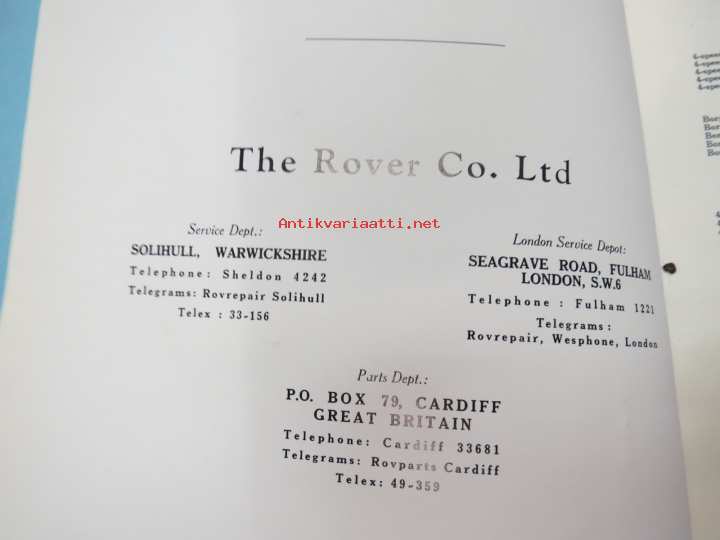 The Rover Co. Ltd
Antikvariaatti.net
Service Dept.:
SOLIHULL, WARWICKSHIRE
Telephone: Sheldon 4242
Telegrams: Rovrepair Solihull
Telex : 33-156
London Service Depot:
SEAGRAVE ROAD, FULHAM
LONDON, S.W.6
Telephone : Fulham 1221
Telegrams :
Rovrepair, Wesphone, London
Parts Dept.:
P.O. BOX 79, CARDIFF
GREAT BRITAIN
Telephone: Cardiff 33681
Telegrams: Rovparts Cardiff
Telex: 49-359